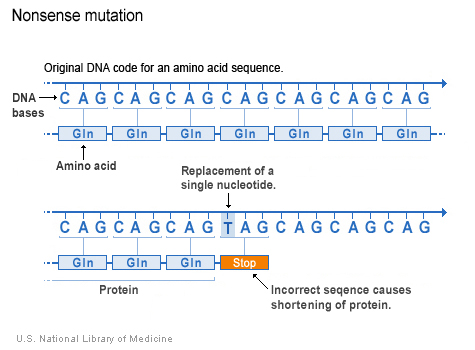 Nonsense mutation
Original DNA code for an amino acid sequence.
DNA bases
C A G C A G C A G C A G C A G C A G C A G
Gln Gln Gln Gln Gln Gln Gln
Amino acid
Replacement of a
single nucleotide.
C A G C A G C A G T A G C A G C A G C A G
Gln Gln Gln Stop
Protein
Incorrect seqence causes
shortening of protein.
U.S. National Library of Medicine